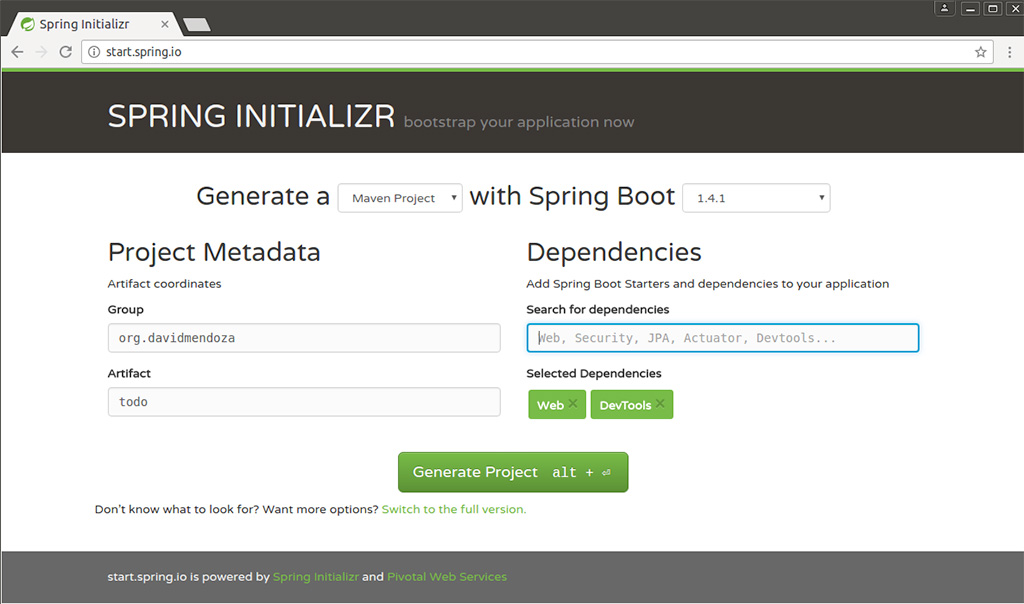 Spring Initializr
start.spring.io
SPRING INITIALIZR bootstrap your application now
Generate a Maven Project with Spring Boot 1.4.1
Project Metadata
Artifact coordinates
Group
org.davidmendoza
Artifact
todo
Dependencies
Add Spring Boot Starters and dependencies to your application
Search for dependencies
Web, Security, JPA, Actuator, Devtools...
Selected Dependencies
Web × DevTools ×
Generate Project alt + ⏎
Don't know what to look for? Want more options? Switch to the full version.
start.spring.io is powered by Spring Initializr and Pivotal Web Services